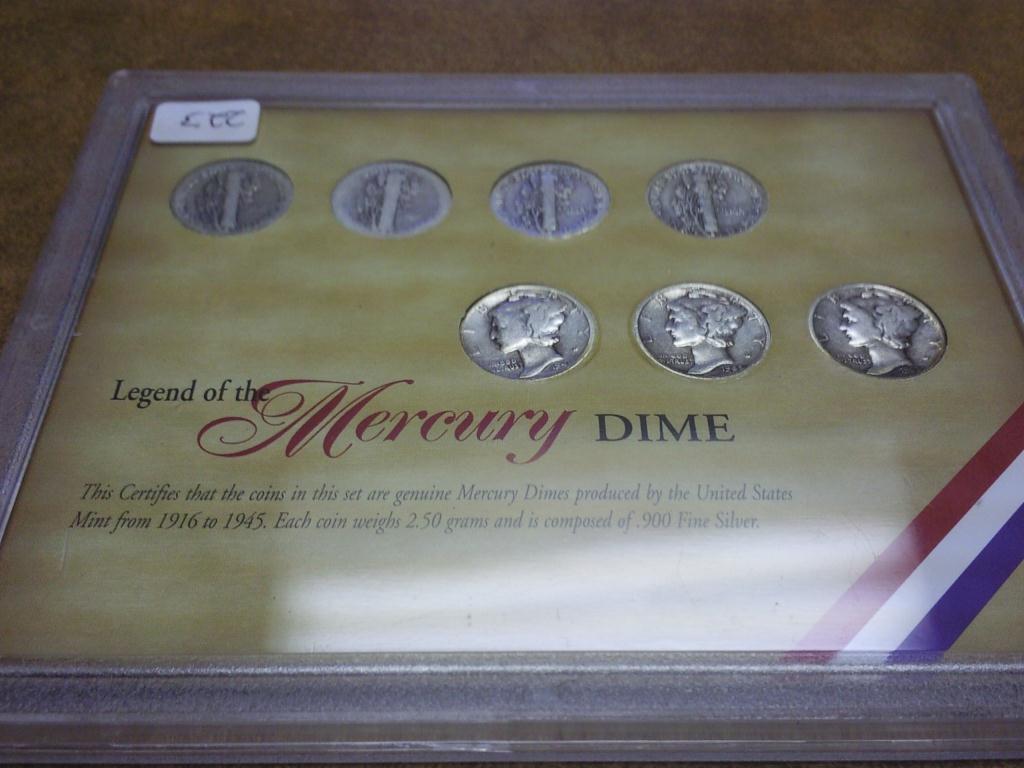 223
Legend of the Mercury DIME
This Certifies that the coins in this set are genuine Mercury Dimes produced by the United States
Mint from 1916 to 1945. Each coin weighs 2.50 grams and is composed of .900 Fine Silver.